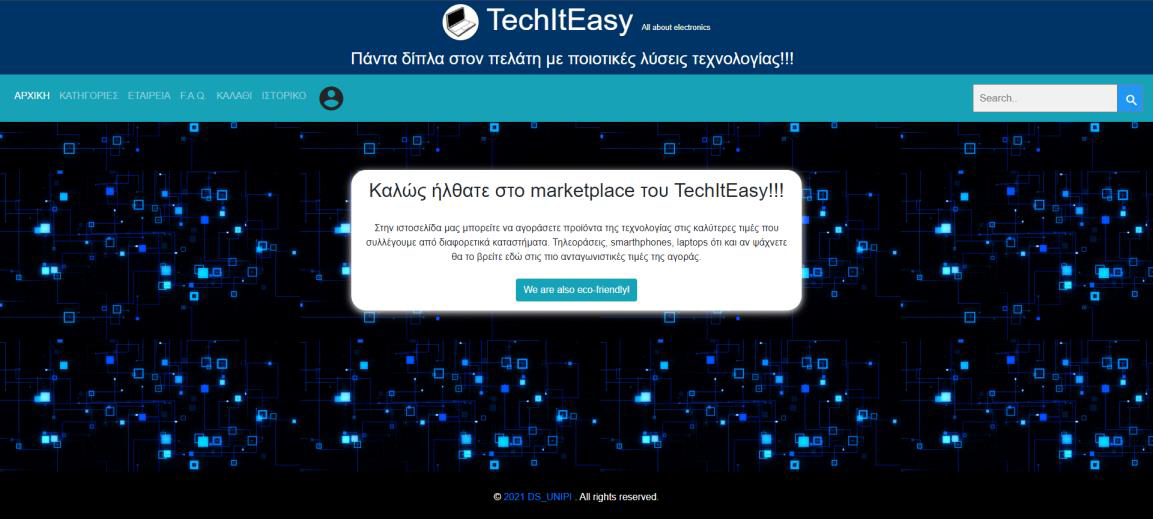 TechItEasy All about electronics
Πάντα δίπλα στον πελάτη με ποιοτικές λύσεις τεχνολογίας!!!
ΑΡΧΙΚΗ ΚΑΤΗΓΟΡΙΕΣ ΕΤΑΙΡΕΙΑ F.A.Q. ΚΑΛΑΘΙ ΙΣΤΟΡΙΚΟ Search..
Καλώς ήλθατε στο marketplace του TechItEasy!!!
Στην ιστοσελίδα μας μπορείτε να αγοράσετε προϊόντα της τεχνολογίας στις καλύτερες τιμές που
συλλέγουμε από διαφορετικά καταστήματα. Τηλεοράσεις, smarthphones, laptops ότι και αν ψάχνετε
θα το βρείτε εδώ στις πιο ανταγωνιστικές τιμές της αγοράς.
We are also eco-friendly!
© 2021 DS_UNIPI . All rights reserved.